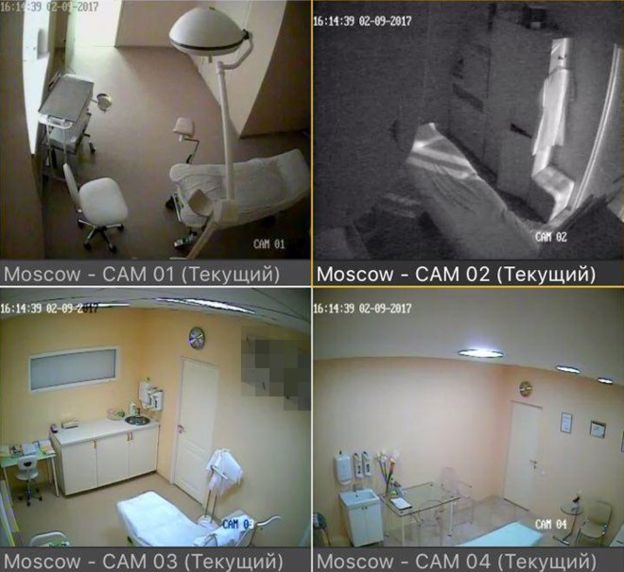 16:14:39 02-09-2017
CAM 01
Moscow - CAM 01 (Текущий)
16:14:39 02-09-2017
CAM 02
Moscow - CAM 02 (Текущий)
16:14:39 02-09-2017
CAM 0
Moscow - CAM 03 (Текущий)
16:14:39 02-09-2017
CAM 04
Moscow - CAM 04 (Текущий)